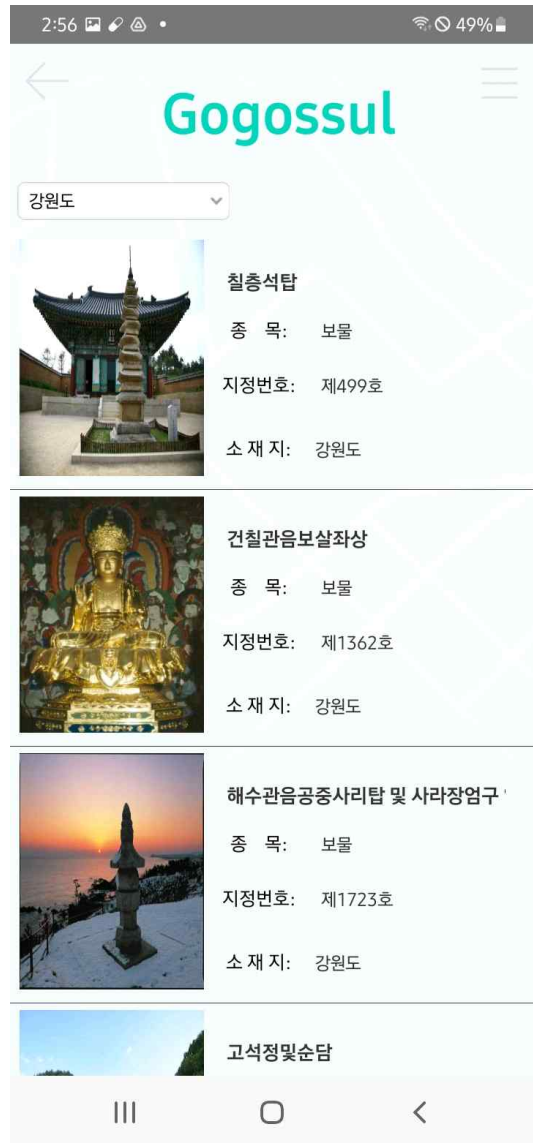 2:56 49%
Gogossul
강원도
칠층석탑
종 목: 보물
지정번호: 제499호
소 재 지: 강원도
건칠관음보살좌상
종 목: 보물
지정번호: 제1362호
소 재 지: 강원도
해수관음공중사리탑 및 사라장엄구
종 목: 보물
지정번호: 제1723호
소 재 지: 강원도
고석정및순담